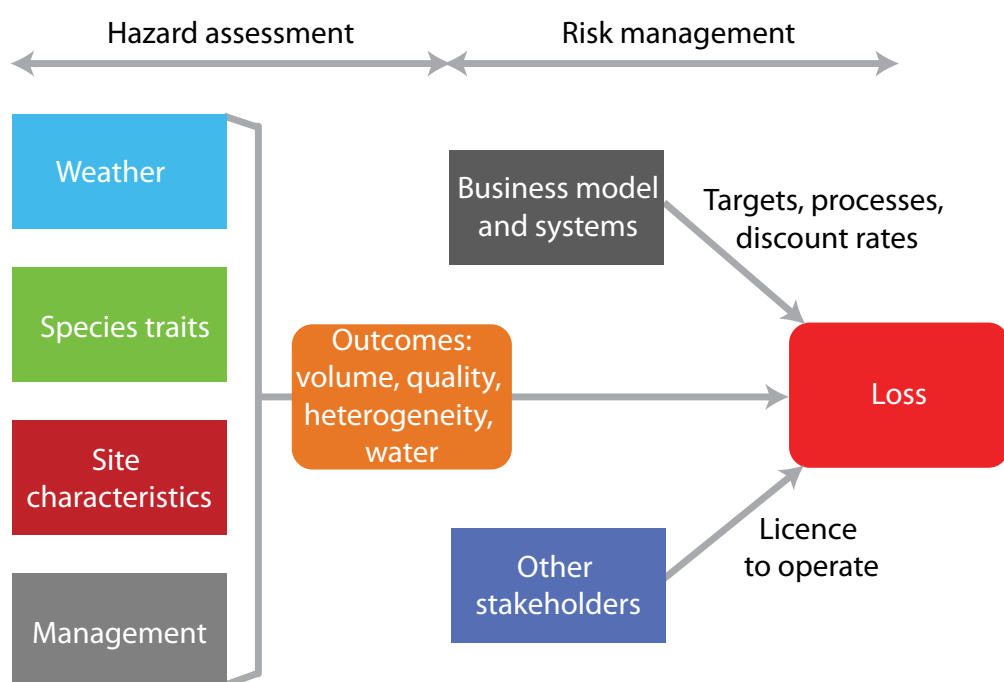 Hazard assessment
Risk management
Weather
Species traits
Site
characteristics
Management
Outcomes:
volume, quality,
heterogeneity,
water
Business model
and systems
Targets, processes,
discount rates
Loss
Other
stakeholders
Licence
to operate